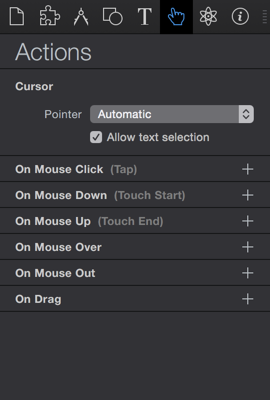 T
Actions
Cursor
Pointer Automatic
Allow text selection
On Mouse Click (Tap)
On Mouse Down (Touch Start)
On Mouse Up (Touch End)
On Mouse Over
On Mouse Out
On Drag